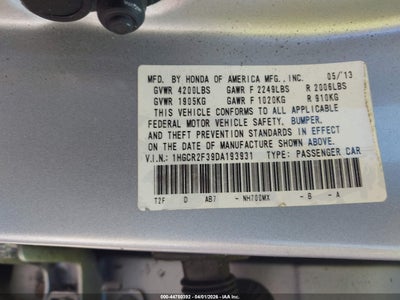 MFD. BY HONDA OF AMERICA MFG., INC. 05/13
GVWR 4200LBS GAWR F 2249LBS R 2006LBS
GVWR 1905KG GAWR F 1020KG R 910KG
THIS VEHICLE CONFORMS TO ALL APPLICABLE
FEDERAL MOTOR VEHICLE SAFETY, BUMPER,
AND THEFT PREVENTION STANDARDS IN EFFECT
ON THE DATE OF MANUFACTURE SHOWN ABOVE.
V.I.N.: 1HGCR2F39DA193931 TYPE: PASSENGER CAR
T2F D AB7 - NH700MX - B - A
000-44760392 - 04/01/2026 - IAA Inc.